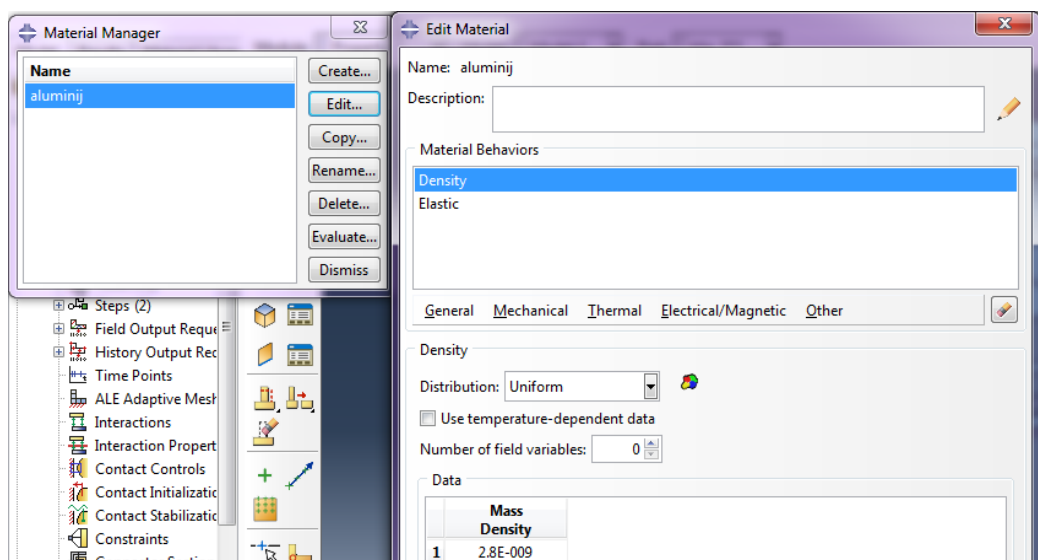 Material Manager
Name
aluminij
Create...
Edit...
Copy...
Rename...
Delete...
Evaluate...
Dismiss
Steps (2)
Field Output Reque
History Output Rec
Time Points
ALE Adaptive Mesh
Interactions
Interaction Propert
Contact Controls
Contact Initializatic
Contact Stabilizatic
Constraints
Edit Material
Name: aluminij
Description:
Material Behaviors
Density
Elastic
General Mechanical Thermal Electrical/Magnetic Other
Density
Distribution: Uniform
Use temperature-dependent data
Number of field variables: 0
Data
Mass
Density
1 2.8E-009